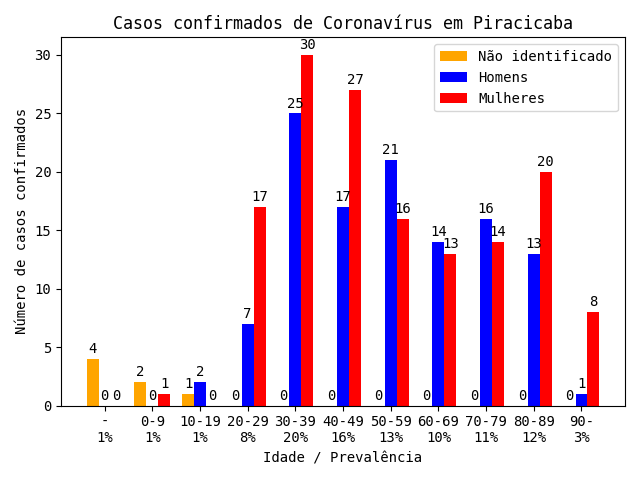 Casos confirmados de Coronavírus em Piracicaba
Não identificado
Homens
Mulheres
Número de casos confirmados
30
25
20
15
10
5
0
4 0 0
2 0 1
1 2 0
0 7 17
0 25 30
0 17 27
0 21 16
0 14 13
0 16 14
0 13 20
0 1 8
- 0-9 10-19 20-29 30-39 40-49 50-59 60-69 70-79 80-89 90-
1% 1% 1% 8% 20% 16% 13% 10% 11% 12% 3%
Idade / Prevalência